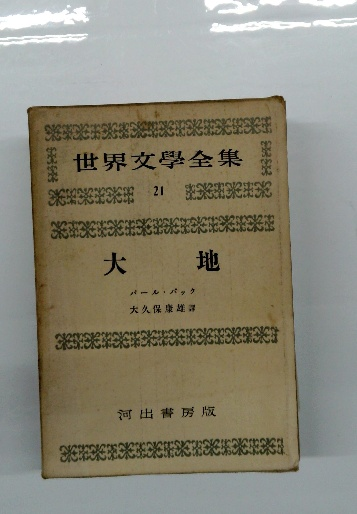 世界文學全集
21
大地
パール・バック
大久保康雄譯
河出書房版